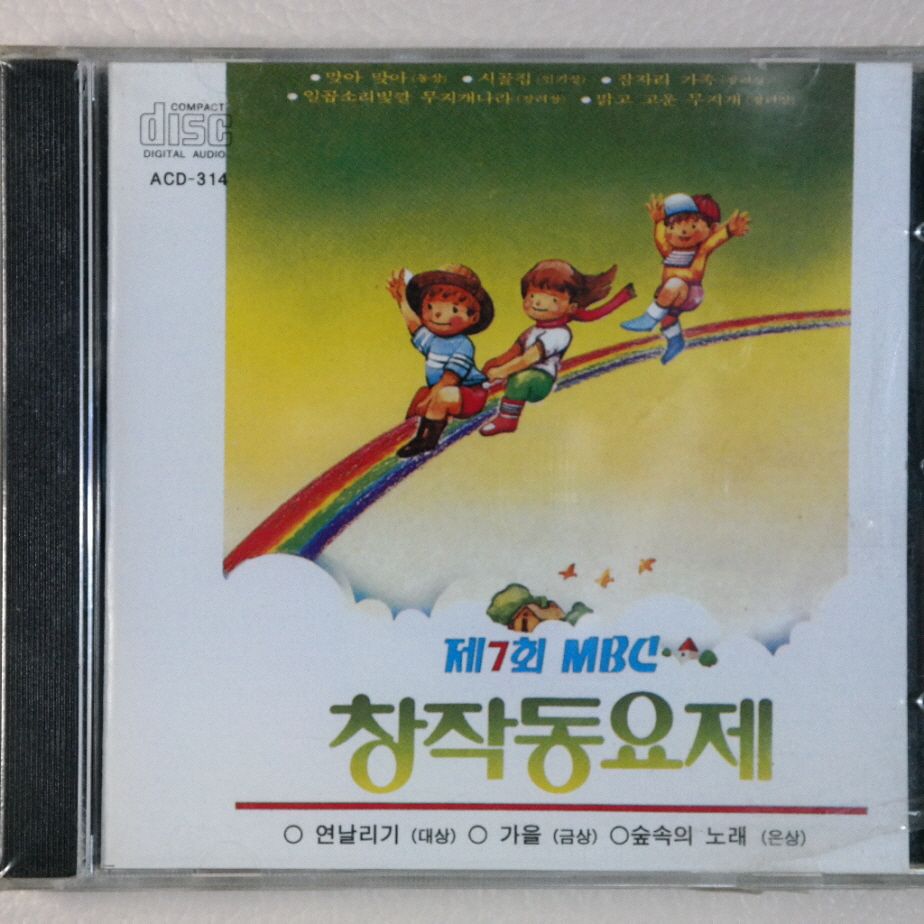 • 맞아 맞아 (동상) • 시골집 (인기상) • 잠자리 가족 (장려상)
• 일곱소리빛깔 무지개나라 (장려상) • 밝고 고운 무지개 (장려상)
COMPACT
disc
DIGITAL AUDIO
ACD-314
제7회 MBC
창작동요제
○ 연날리기 (대상) ○ 가을 (금상) ○숲속의 노래 (은상)